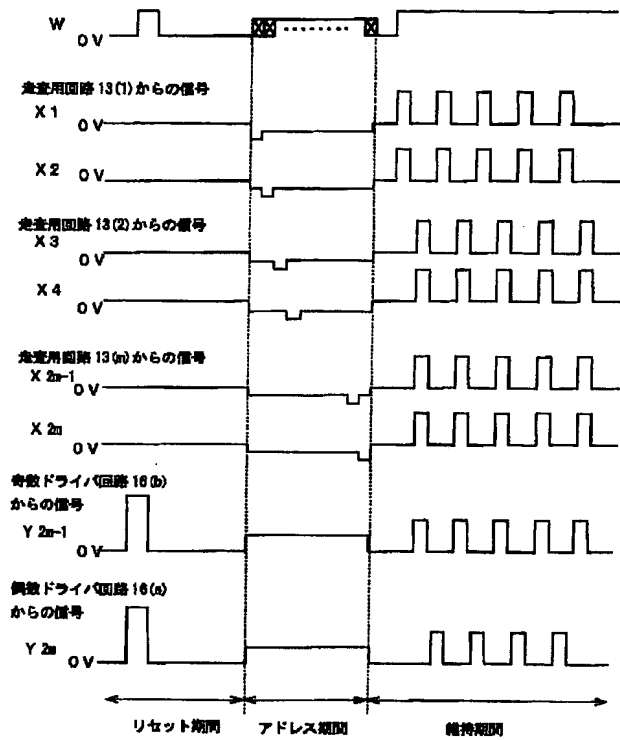 W
0 V
走査用回路 13(1) からの信号
X 1
0 V
X 2
0 V
走査用回路 13(2) からの信号
X 3
0 V
X 4
0 V
走査用回路 13(m) からの信号
X 2m-1
0 V
X 2m
0 V
奇数ドライバ回路 16(b)
からの信号
Y 2m-1
0 V
偶数ドライバ回路 16(a)
からの信号
Y 2m
0 V
リセット期間 アドレス期間 維持期間